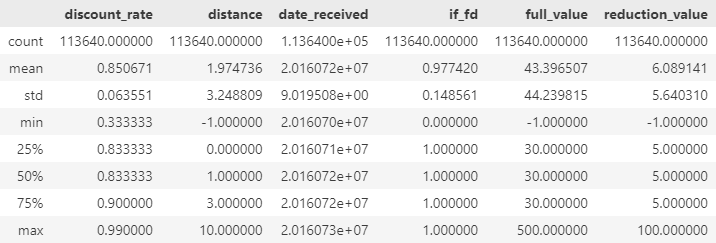 discount_rate distance date_received if_fd full_value reduction_value
count 113640.000000 113640.000000 1.136400e+05 113640.000000 113640.000000 113640.000000
mean 0.850671 1.974736 2.016072e+07 0.977420 43.396507 6.089141
std 0.063551 3.248809 9.019508e+00 0.148561 44.239815 5.640310
min 0.333333 -1.000000 2.016070e+07 0.000000 -1.000000 -1.000000
25% 0.833333 0.000000 2.016071e+07 1.000000 30.000000 5.000000
50% 0.833333 1.000000 2.016072e+07 1.000000 30.000000 5.000000
75% 0.900000 3.000000 2.016072e+07 1.000000 30.000000 5.000000
max 0.990000 10.000000 2.016073e+07 1.000000 500.000000 100.000000